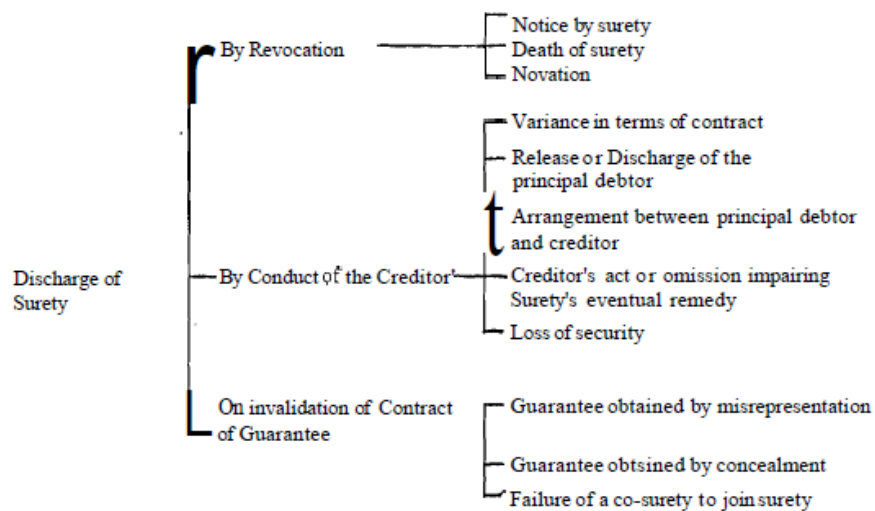 Notice by surety
By Revocation
Death of surety
Novation
Variance in terms of contract
Release or Discharge of the
principal debtor
Arrangement between principal debtor
and creditor
Discharge of
Surety
By Conduct of the Creditor'
Creditor's act or omission impairing
Surety's eventual remedy
Loss of security
On invalidation of Contract
of Guarantee
Guarantee obtained by misrepresentation
Guarantee obtsined by concealment
Failure of a co-surety to join surety